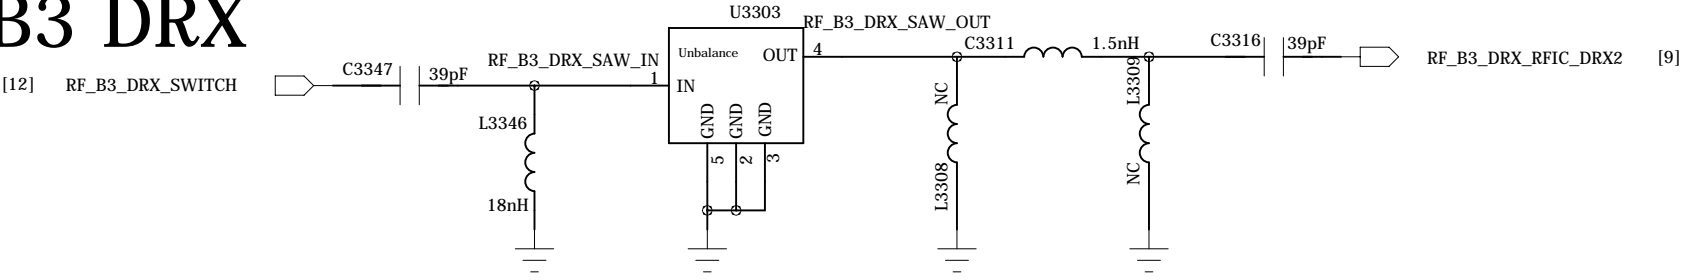 B3 DRX
[12] RF_B3_DRX_SWITCH
C3347
39pF
RF_B3_DRX_SAW_IN
1
L3346
18nH
U3303
Unbalance
OUT
IN
GND
GND
GND
5
2
3
RF_B3_DRX_SAW_OUT
4
C3311
1.5nH
NC
L3308
L3309
NC
C3316
39pF
RF_B3_DRX_RFIC_DRX2 [9]